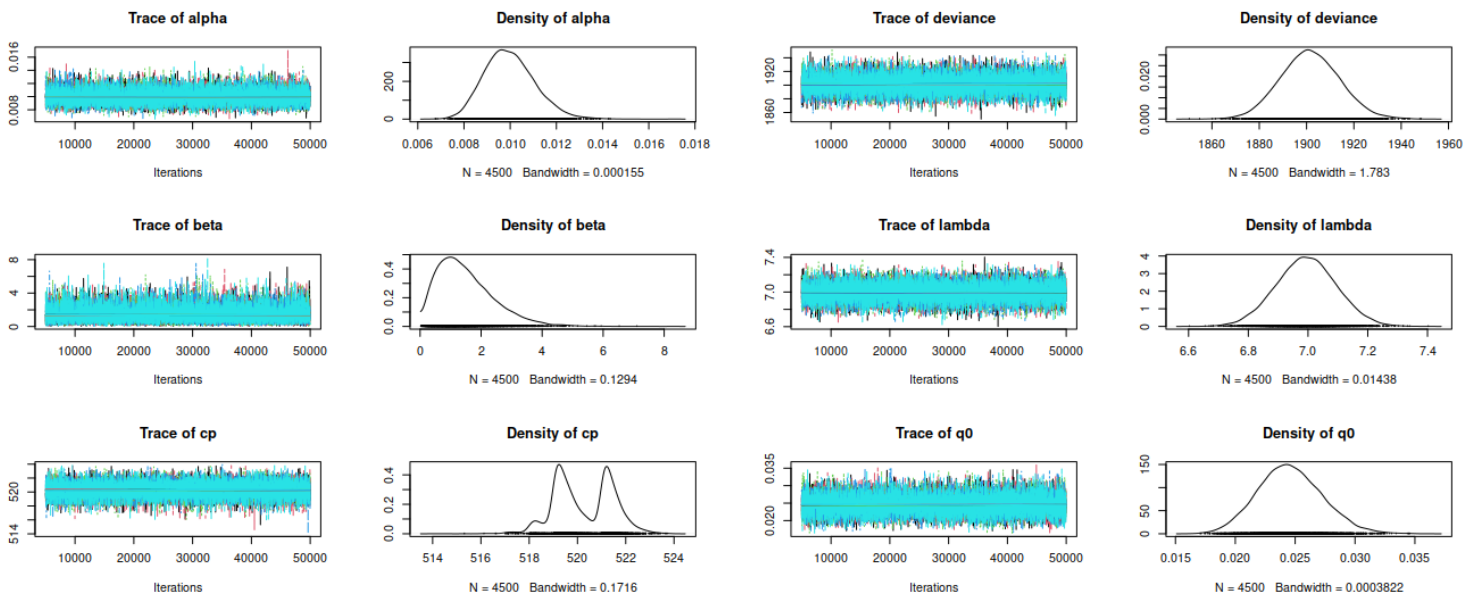 Trace of alpha
0.008 0.016
10000 20000 30000 40000 50000
Iterations
Density of alpha
0 200
0.006 0.008 0.010 0.012 0.014 0.016 0.018
N = 4500 Bandwidth = 0.000155
Trace of deviance
1860 1920
10000 20000 30000 40000 50000
Iterations
Density of deviance
0.000 0.020
1860 1880 1900 1920 1940 1960
N = 4500 Bandwidth = 1.783
Trace of beta
0 4 8
10000 20000 30000 40000 50000
Iterations
Density of beta
0.0 0.2 0.4
0 2 4 6 8
N = 4500 Bandwidth = 0.1294
Trace of lambda
6.6 7.0 7.4
10000 20000 30000 40000 50000
Iterations
Density of lambda
0 1 2 3 4
6.6 6.8 7.0 7.2 7.4
N = 4500 Bandwidth = 0.01438
Trace of cp
514 520
10000 20000 30000 40000 50000
Iterations
Density of cp
0.0 0.2 0.4
514 516 518 520 522 524
N = 4500 Bandwidth = 0.1716
Trace of q0
0.020 0.035
10000 20000 30000 40000 50000
Iterations
Density of q0
0 50 150
0.015 0.020 0.025 0.030 0.035
N = 4500 Bandwidth = 0.0003822